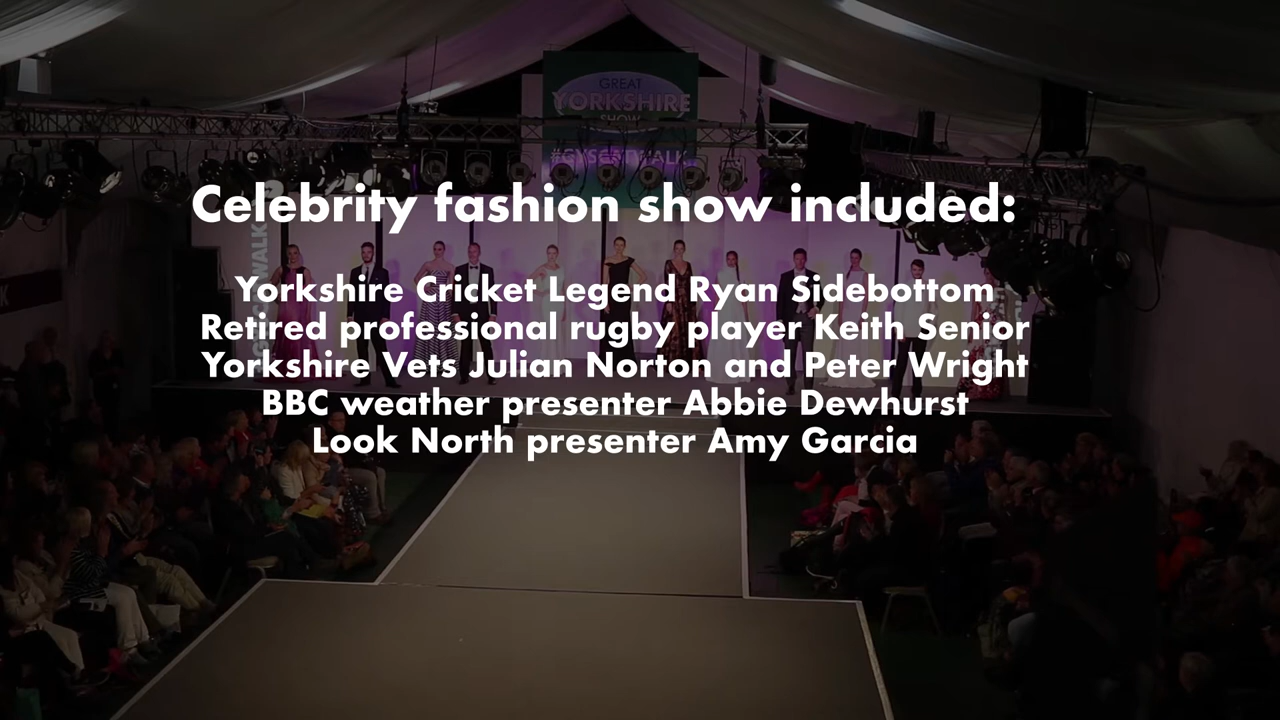 GREAT
YORKSHIRE
SHOW
Celebrity fashion show included:
WALK
Yorkshire Cricket Legend Ryan Sidebottom
Retired professional rugby player Keith Senior
Yorkshire Vets Julian Norton and Peter Wright
BBC weather presenter Abbie Dewhurst
Look North presenter Amy Garcia